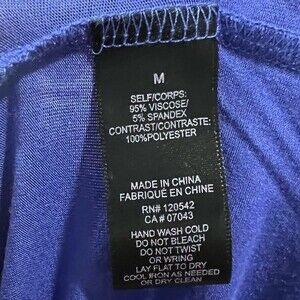 M
SELF/CORPS:
95% VISCOSE/
5% SPANDEX
CONTRAST/CONTRASTE:
100%POLYESTER
MADE IN CHINA
FABRIQUÉ EN CHINE
RN# 120542
CA# 07043
HAND WASH COLD
DO NOT BLEACH
DO NOT TWIST
OR WRING
LAY FLAT TO DRY
COOL IRON AS NEEDED
OR DRY CLEAN